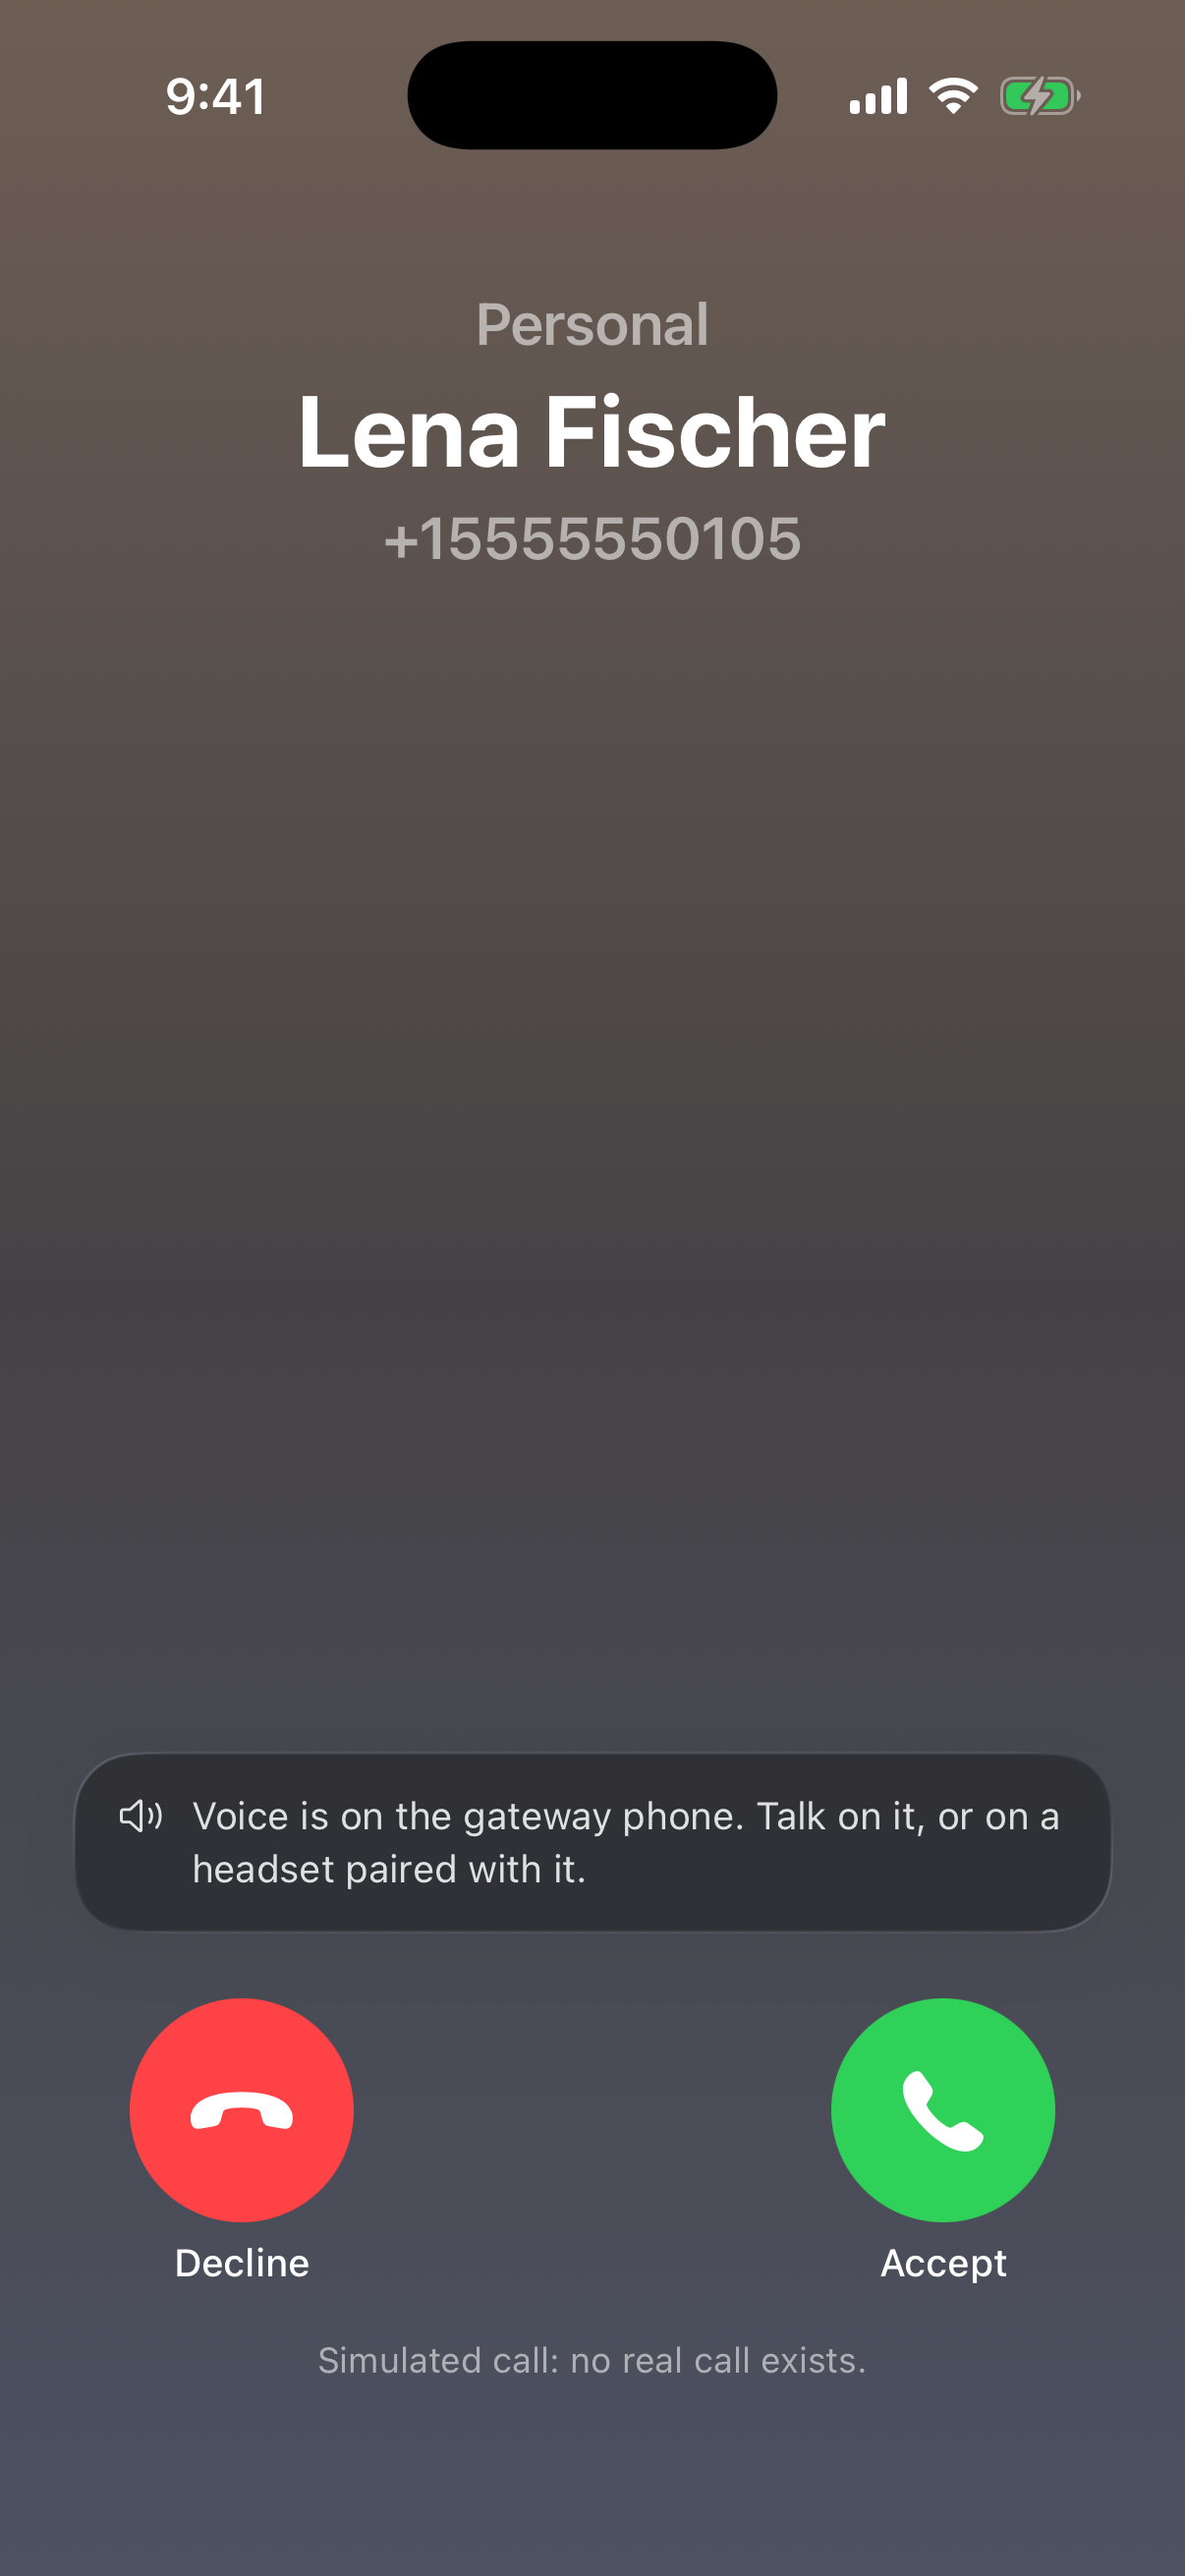 9:41
Personal
Lena Fischer
+15555550105
Voice is on the gateway phone. Talk on it, or on a
headset paired with it.
Decline
Accept
Simulated call: no real call exists.